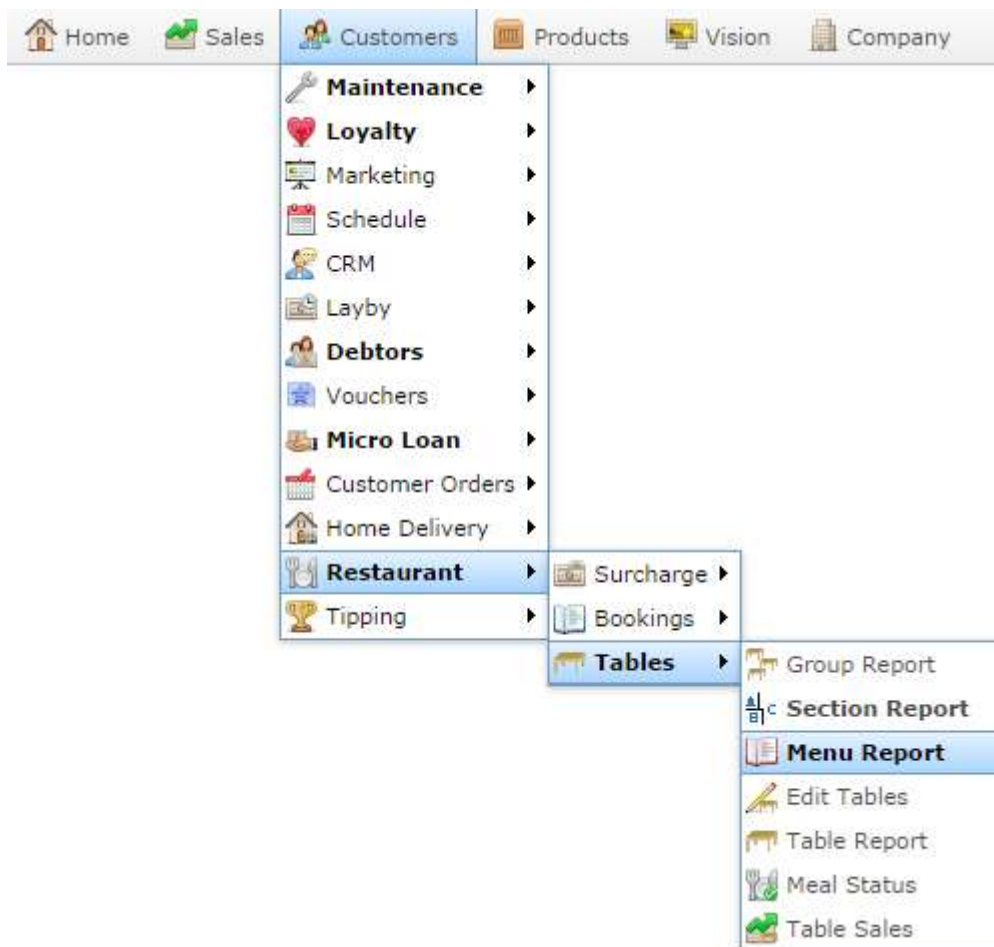 Home Sales Customers Products Vision Company
Maintenance
Loyalty
Marketing
Schedule
CRM
Layby
Debtors
Vouchers
Micro Loan
Customer Orders
Home Delivery
Restaurant
Tipping
Surcharge
Bookings
Tables
Group Report
Section Report
Menu Report
Edit Tables
Table Report
Meal Status
Table Sales